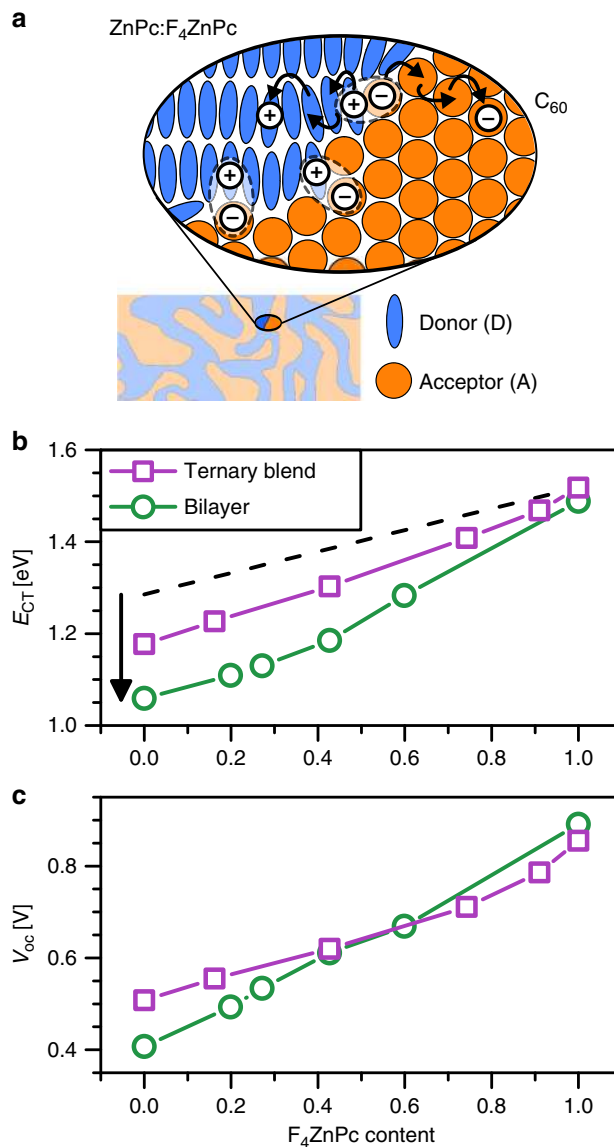 a
ZnPc:F₄ZnPc
+ − + − C₆₀
+ + −
−
Donor (D)
Acceptor (A)
b
1.6
Ternary blend
Bilayer
1.4
E_CT [eV]
1.2
1.0
0.0 0.2 0.4 0.6 0.8 1.0
c
0.8
V_oc [V]
0.6
0.4
0.0 0.2 0.4 0.6 0.8 1.0
F₄ZnPc content